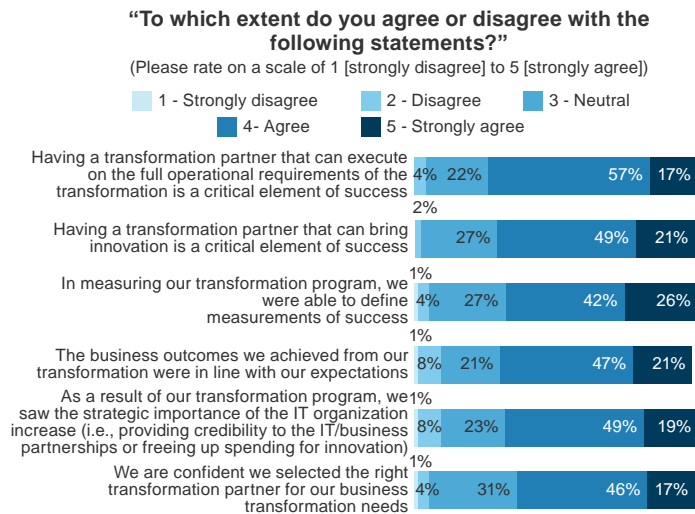 “To which extent do you agree or disagree with the
following statements?”
(Please rate on a scale of 1 [strongly disagree] to 5 [strongly agree])
1 - Strongly disagree
2 - Disagree
3 - Neutral
4- Agree
5 - Strongly agree
Having a transformation partner that can execute
on the full operational requirements of the
transformation is a critical element of success
4% 22% 57% 17%
2%
Having a transformation partner that can bring
innovation is a critical element of success
27% 49% 21%
1%
In measuring our transformation program, we
were able to define
measurements of success
4% 27% 42% 26%
1%
The business outcomes we achieved from our
transformation were in line with our expectations
8% 21% 47% 21%
1%
As a result of our transformation program, we
saw the strategic importance of the IT organization
increase (i.e., providing credibility to the IT/business
partnerships or freeing up spending for innovation)
8% 23% 49% 19%
1%
We are confident we selected the right
transformation partner for our business
transformation needs
4% 31% 46% 17%